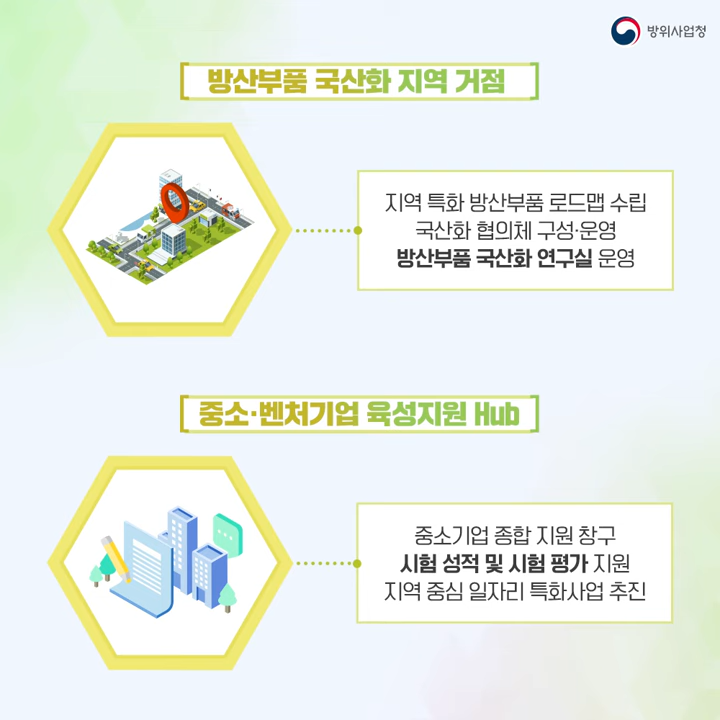 방위사업청
방산부품 국산화 지역 거점
지역 특화 방산부품 로드맵 수립
국산화 협의체 구성·운영
방산부품 국산화 연구실 운영
중소·벤처기업 육성지원 Hub
중소기업 종합 지원 창구
시험 성적 및 시험 평가 지원
지역 중심 일자리 특화사업 추진